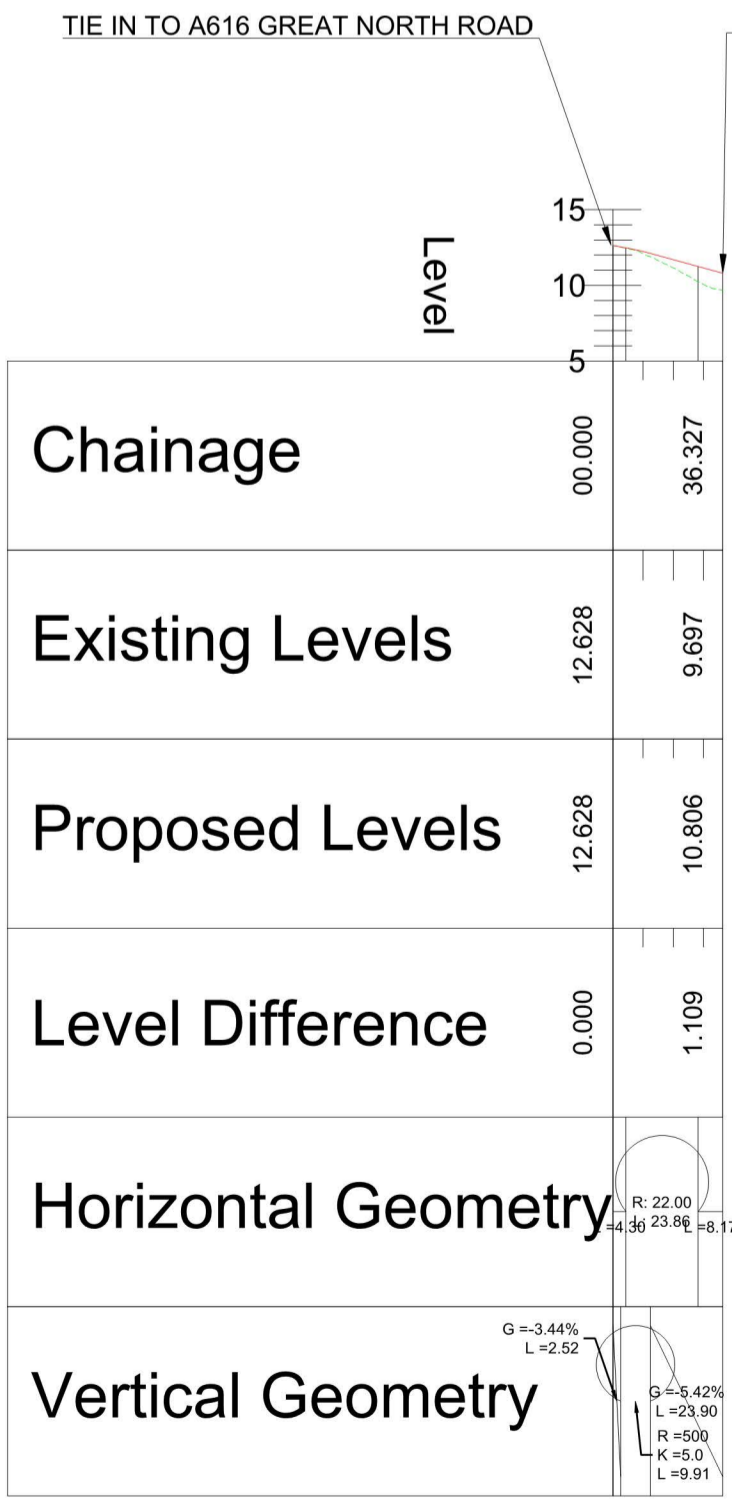 TIE IN TO A616 GREAT NORTH ROAD
Level
15
10
5
Chainage
00.000
36.327
Existing Levels
12.628
9.697
Proposed Levels
12.628
10.806
Level Difference
0.000
1.109
Horizontal Geometry
R: 22.00
L: 23.86
L =4.30
L =8.17
Vertical Geometry
G =-3.44%
L =2.52
G =-5.42%
L =23.90
R =500
K =5.0
L =9.91